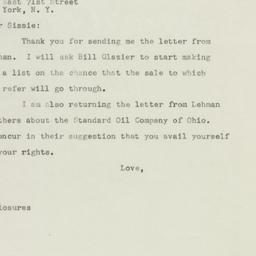 East 71st Street
York, N. Y.
r Sissie:
Thank you for sending me the letter from
man. I will ask Bill Glazier to start making
a list on the chance that the sale to which
refer will go through.
I am also returning the letter from Lehman
thers about the Standard Oil Company of Ohio.
oncur in their suggestion that you avail yourself
your rights.
Love,
losures